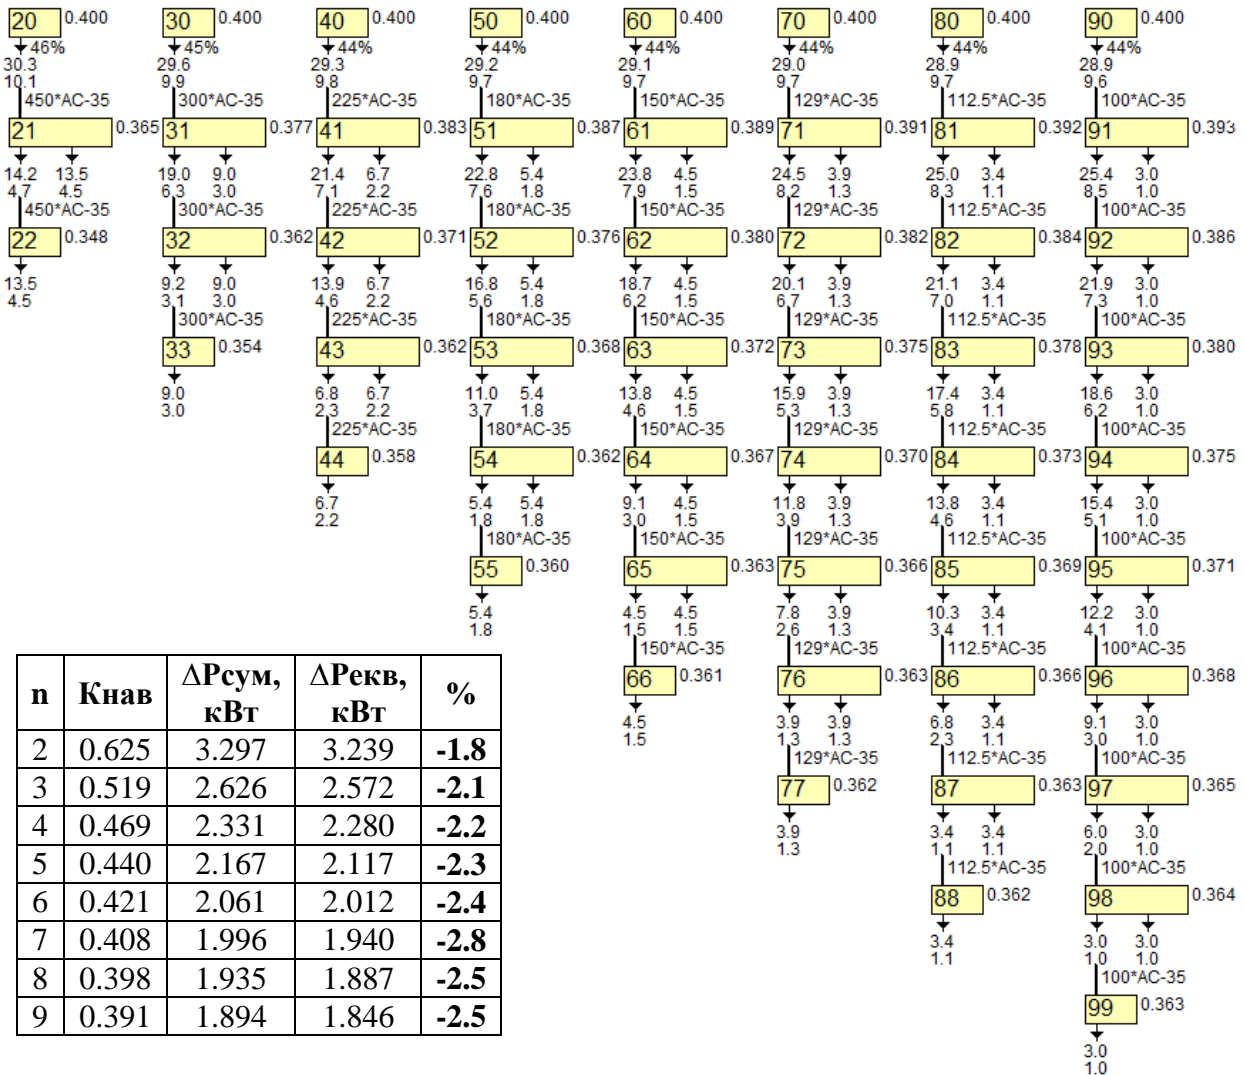 20 0.400 30 0.400 40 0.400 50 0.400 60 0.400 70 0.400 80 0.400 90 0.400
46% 45% 44% 44% 44% 44% 44% 44%
30.3 29.6 29.3 29.2 29.1 29.0 28.9 28.9
10.1 9.9 9.8 9.7 9.7 9.7 9.7 9.6
450*AC-35 300*AC-35 225*AC-35 180*AC-35 150*AC-35 129*AC-35 112.5*AC-35 100*AC-35
21 0.365 31 0.377 41 0.383 51 0.387 61 0.389 71 0.391 81 0.392 91 0.393
14.2 13.5 19.0 9.0 21.4 6.7 22.8 5.4 23.8 4.5 24.5 3.9 25.0 3.4 25.4 3.0
4.7 4.5 6.3 3.0 7.1 2.2 7.6 1.8 7.9 1.5 8.2 1.3 8.3 1.1 8.5 1.0
450*AC-35 300*AC-35 225*AC-35 180*AC-35 150*AC-35 129*AC-35 112.5*AC-35 100*AC-35
22 0.348 32 0.362 42 0.371 52 0.376 62 0.380 72 0.382 82 0.384 92 0.386
13.5 9.2 9.0 13.9 6.7 16.8 5.4 18.7 4.5 20.1 3.9 21.1 3.4 21.9 3.0
4.5 3.1 3.0 4.6 2.2 5.6 1.8 6.2 1.5 6.7 1.3 7.0 1.1 7.3 1.0
300*AC-35 225*AC-35 180*AC-35 150*AC-35 129*AC-35 112.5*AC-35 100*AC-35
33 0.354 43 0.362 53 0.368 63 0.372 73 0.375 83 0.378 93 0.380
9.0 6.8 6.7 11.0 5.4 13.8 4.5 15.9 3.9 17.4 3.4 18.6 3.0
3.0 2.3 2.2 3.7 1.8 4.6 1.5 5.3 1.3 5.8 1.1 6.2 1.0
225*AC-35 180*AC-35 150*AC-35 129*AC-35 112.5*AC-35 100*AC-35
44 0.358 54 0.362 64 0.367 74 0.370 84 0.373 94 0.375
6.7 5.4 5.4 9.1 4.5 11.8 3.9 13.8 3.4 15.4 3.0
2.2 1.8 1.8 3.0 1.5 3.9 1.3 4.6 1.1 5.1 1.0
180*AC-35 150*AC-35 129*AC-35 112.5*AC-35 100*AC-35
55 0.360 65 0.363 75 0.366 85 0.369 95 0.371
5.4 4.5 4.5 7.8 3.9 10.3 3.4 12.2 3.0
1.8 1.5 1.5 2.6 1.3 3.4 1.1 4.1 1.0
150*AC-35 129*AC-35 112.5*AC-35 100*AC-35
66 0.361 76 0.363 86 0.366 96 0.368
4.5 3.9 3.9 6.8 3.4 9.1 3.0
1.5 1.3 1.3 2.3 1.1 3.0 1.0
129*AC-35 112.5*AC-35 100*AC-35
77 0.362 87 0.363 97 0.365
3.9 3.4 3.4 6.0 3.0
1.3 1.1 1.1 2.0 1.0
112.5*AC-35 100*AC-35
88 0.362 98 0.364
3.4 3.0 3.0
1.1 1.0 1.0
100*AC-35
99 0.363
3.0
1.0
n Кнав ΔРсум, кВт ΔРекв, кВт %
2 0.625 3.297 3.239 -1.8
3 0.519 2.626 2.572 -2.1
4 0.469 2.331 2.280 -2.2
5 0.440 2.167 2.117 -2.3
6 0.421 2.061 2.012 -2.4
7 0.408 1.996 1.940 -2.8
8 0.398 1.935 1.887 -2.5
9 0.391 1.894 1.846 -2.5